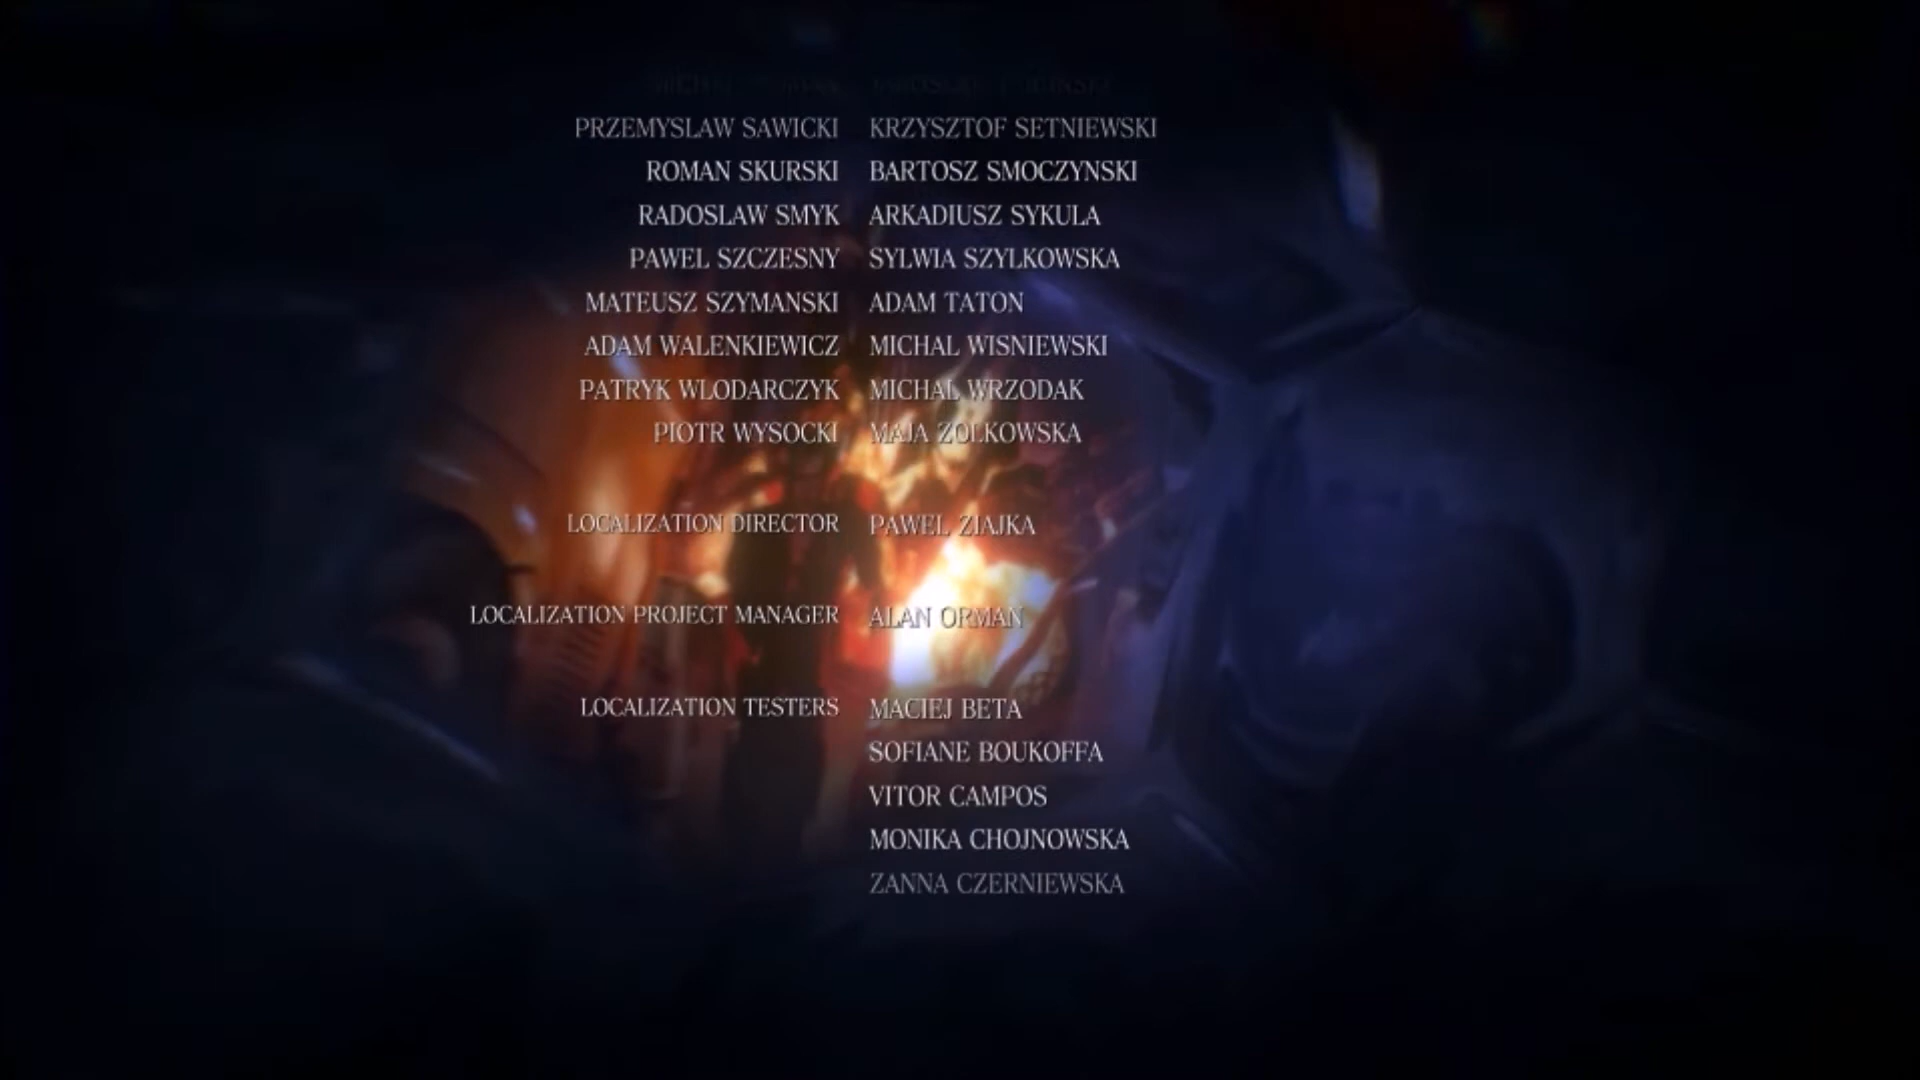 PRZEMYSLAW SAWICKI KRZYSZTOF SETNIEWSKI
ROMAN SKURSKI BARTOSZ SMOCZYNSKI
RADOSLAW SMYK ARKADIUSZ SYKULA
PAWEL SZCZESNY SYLWIA SZYLKOWSKA
MATEUSZ SZYMANSKI ADAM TATON
ADAM WALENKIEWICZ MICHAL WISNIEWSKI
PATRYK WLODARCZYK MICHAL WRZODAK
PIOTR WYSOCKI MAJA ZOLKOWSKA
LOCALIZATION DIRECTOR PAWEL ZIAJKA
LOCALIZATION PROJECT MANAGER ALAN ORMAN
LOCALIZATION TESTERS MACIEJ BETA
SOFIANE BOUKOFFA
VITOR CAMPOS
MONIKA CHOJNOWSKA
ZANNA CZERNIEWSKA